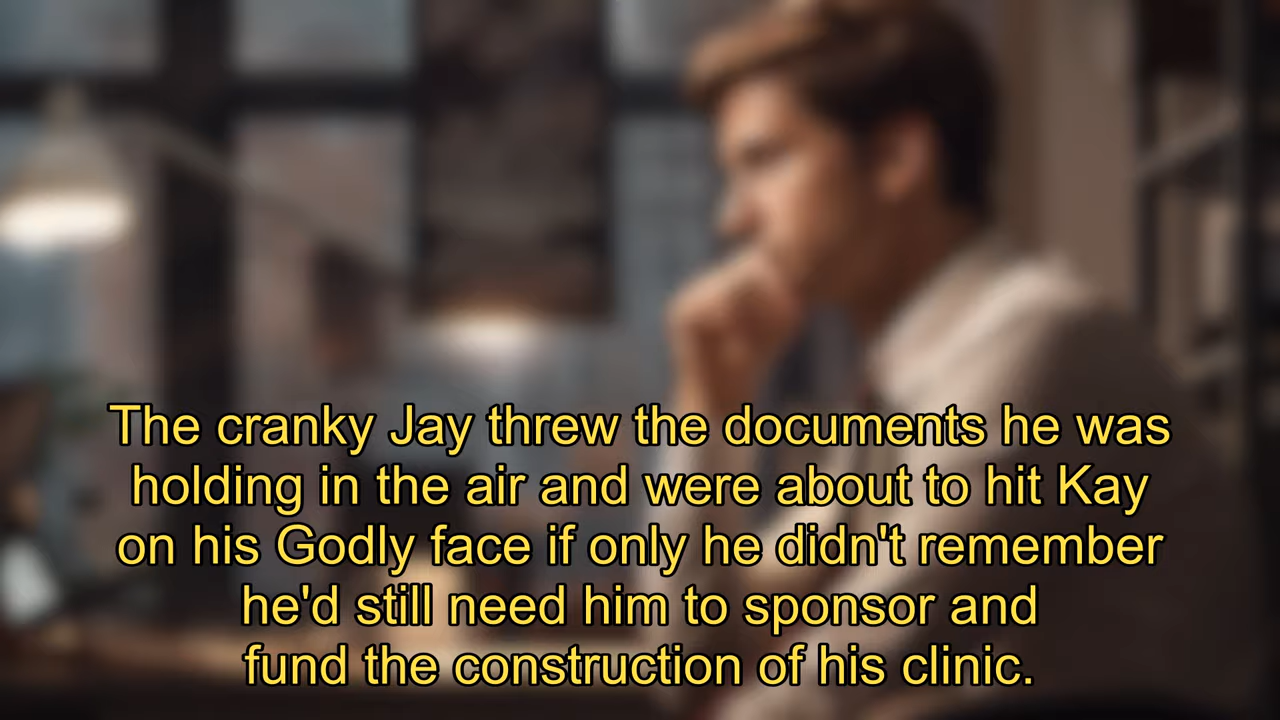 The cranky Jay threw the documents he was
holding in the air and were about to hit Kay
on his Godly face if only he didn't remember
he'd still need him to sponsor and
fund the construction of his clinic.